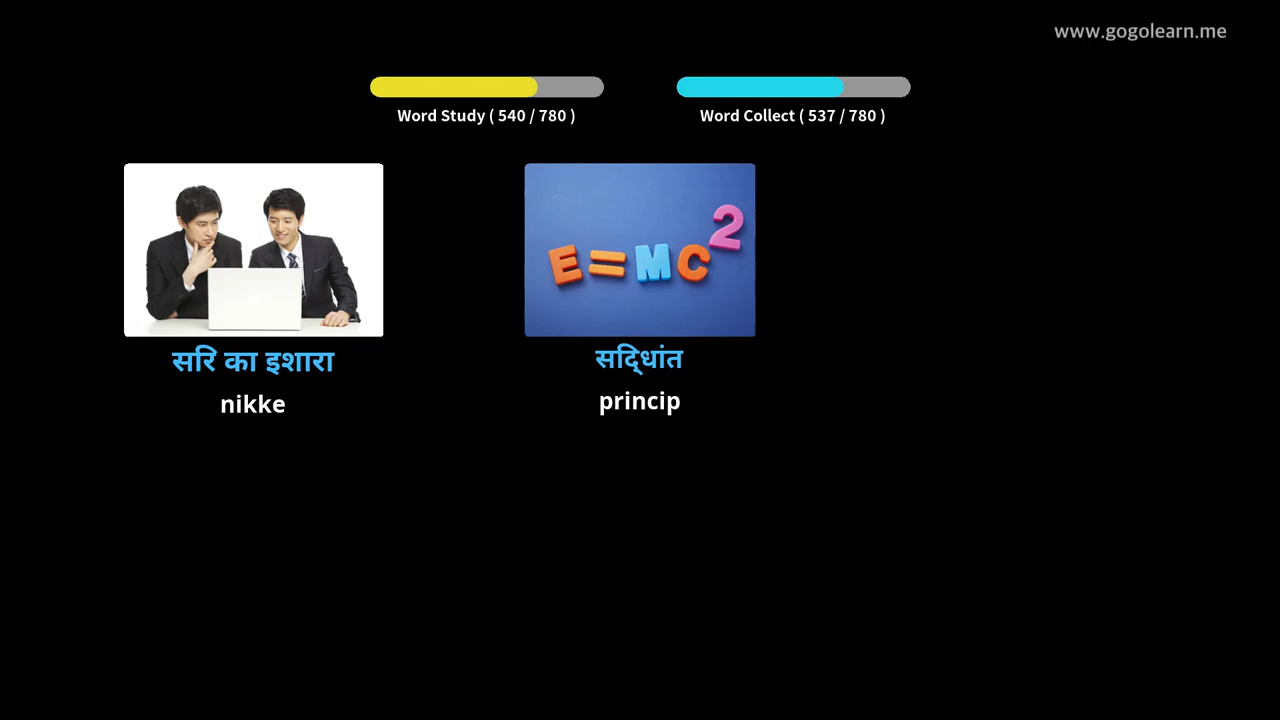 www.gogolearn.me
Word Study ( 540 / 780 )
Word Collect ( 537 / 780 )
E=MC²
सरि का इशारा
सदि्धांत
nikke
princip